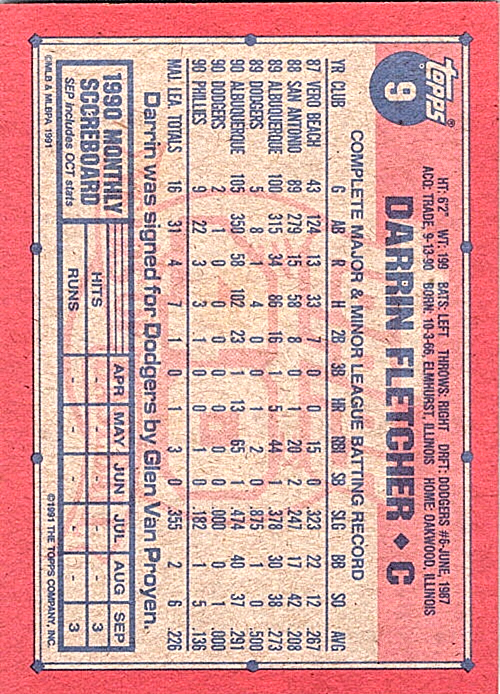 TOPPS®
9
HT: 6'2" WT: 199 BATS: LEFT THROWS: RIGHT DRFT: DODGERS #6-JUNE, 1987
ACQ: TRADE, 9-13-90 BORN: 10-3-66, ELMHURST, ILLINOIS HOME: OAKWOOD, ILLINOIS
DARRIN FLETCHER ♦ C
COMPLETE MAJOR & MINOR LEAGUE BATTING RECORD
YR CLUB G AB R H 2B 3B HR RBI SB SLG BB SO AVG
87 VERO BEACH 43 124 13 33 7 0 0 15 0 .323 22 12 .267
88 SAN ANTONIO 89 279 15 58 8 0 1 20 2 .247 17 42 .208
89 ALBUQUERQUE 100 315 34 86 16 1 5 44 1 .378 30 38 .273
89 DODGERS 5 8 1 4 0 0 1 2 0 .875 1 0 .500
90 ALBUQUERQUE 105 350 58 102 23 1 13 65 1 .474 40 37 .291
90 DODGERS 2 1 0 0 0 0 0 0 0 .000 0 1 .000
90 PHILLIES 9 22 3 3 1 0 0 1 0 .182 1 5 .136
MAJ. LEA. TOTALS 16 31 4 7 1 0 1 3 0 .355 2 6 .226
Darrin was signed for Dodgers by Glen Van Proyen.
1990 MONTHLY
SCOREBOARD
SEP includes OCT stats
APR MAY JUN JUL AUG SEP
HITS - - - - - 3
RUNS - - - - - 3
©MLB & MLBPA 1991
©1991 THE TOPPS COMPANY, INC.